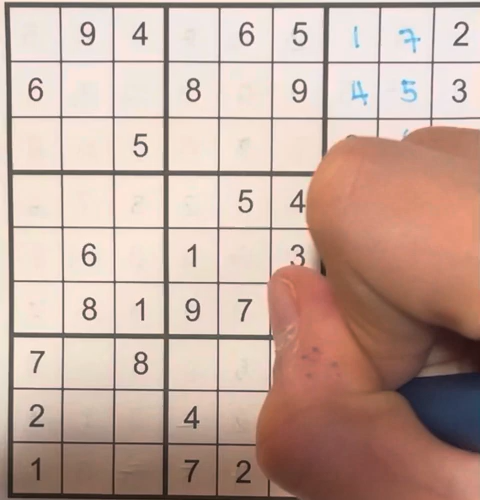 9 4 6 5 1 7 2
6 8 9 4 5 3
5
5 4
6 1 3
8 1 9 7
7 8
2 4
1 7 2